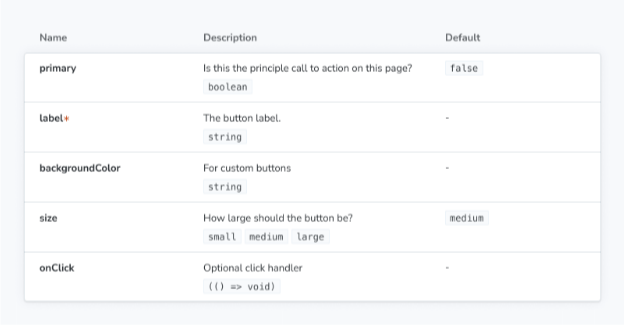 Name Description Default
primary Is this the principle call to action on this page? false
boolean
label* The button label. -
string
backgroundColor For custom buttons -
string
size How large should the button be? medium
small medium large
onClick Optional click handler -
(() => void)